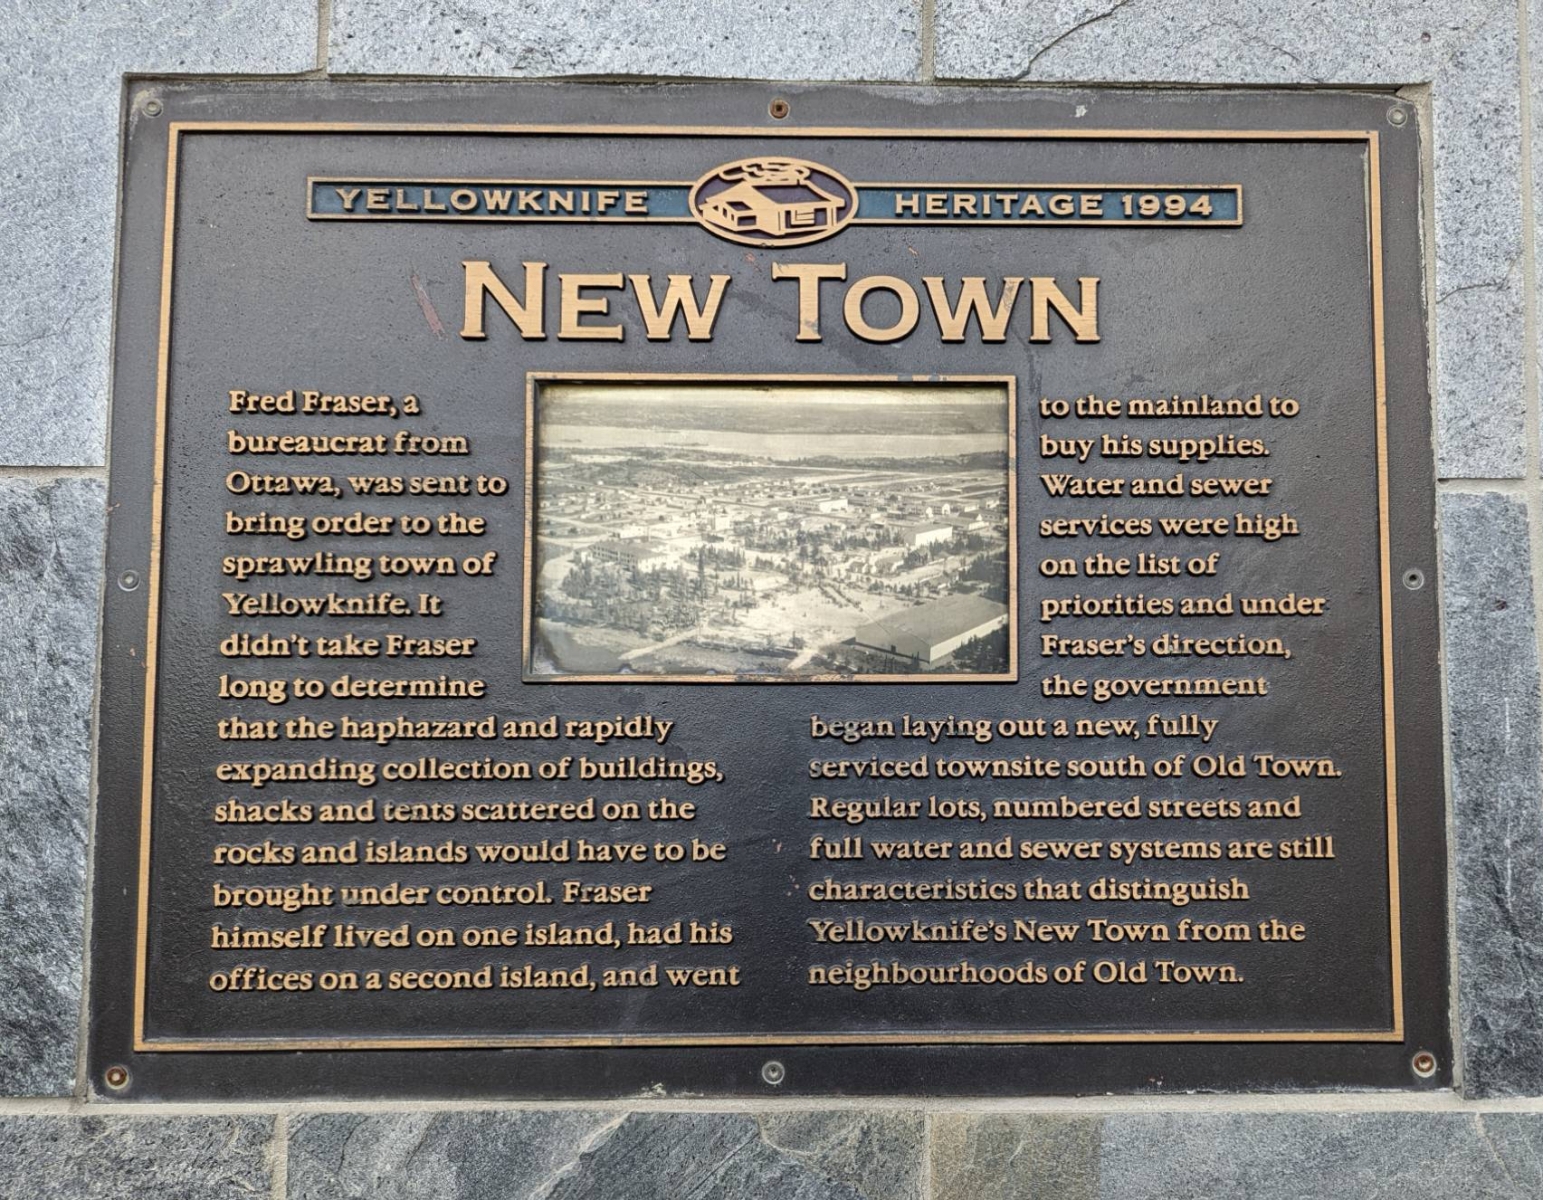 YELLOWKNIFE HERITAGE 1994
NEW TOWN
Fred Fraser, a
bureaucrat from
Ottawa, was sent to
bring order to the
sprawling town of
Yellowknife. It
didn't take Fraser
long to determine
that the haphazard and rapidly
expanding collection of buildings,
shacks and tents scattered on the
rocks and islands would have to be
brought under control. Fraser
himself lived on one island, had his
offices on a second island, and went
to the mainland to
buy his supplies.
Water and sewer
services were high
on the list of
priorities and under
Fraser's direction,
the government
began laying out a new, fully
serviced townsite south of Old Town.
Regular lots, numbered streets and
full water and sewer systems are still
characteristics that distinguish
Yellowknife's New Town from the
neighbourhoods of Old Town.